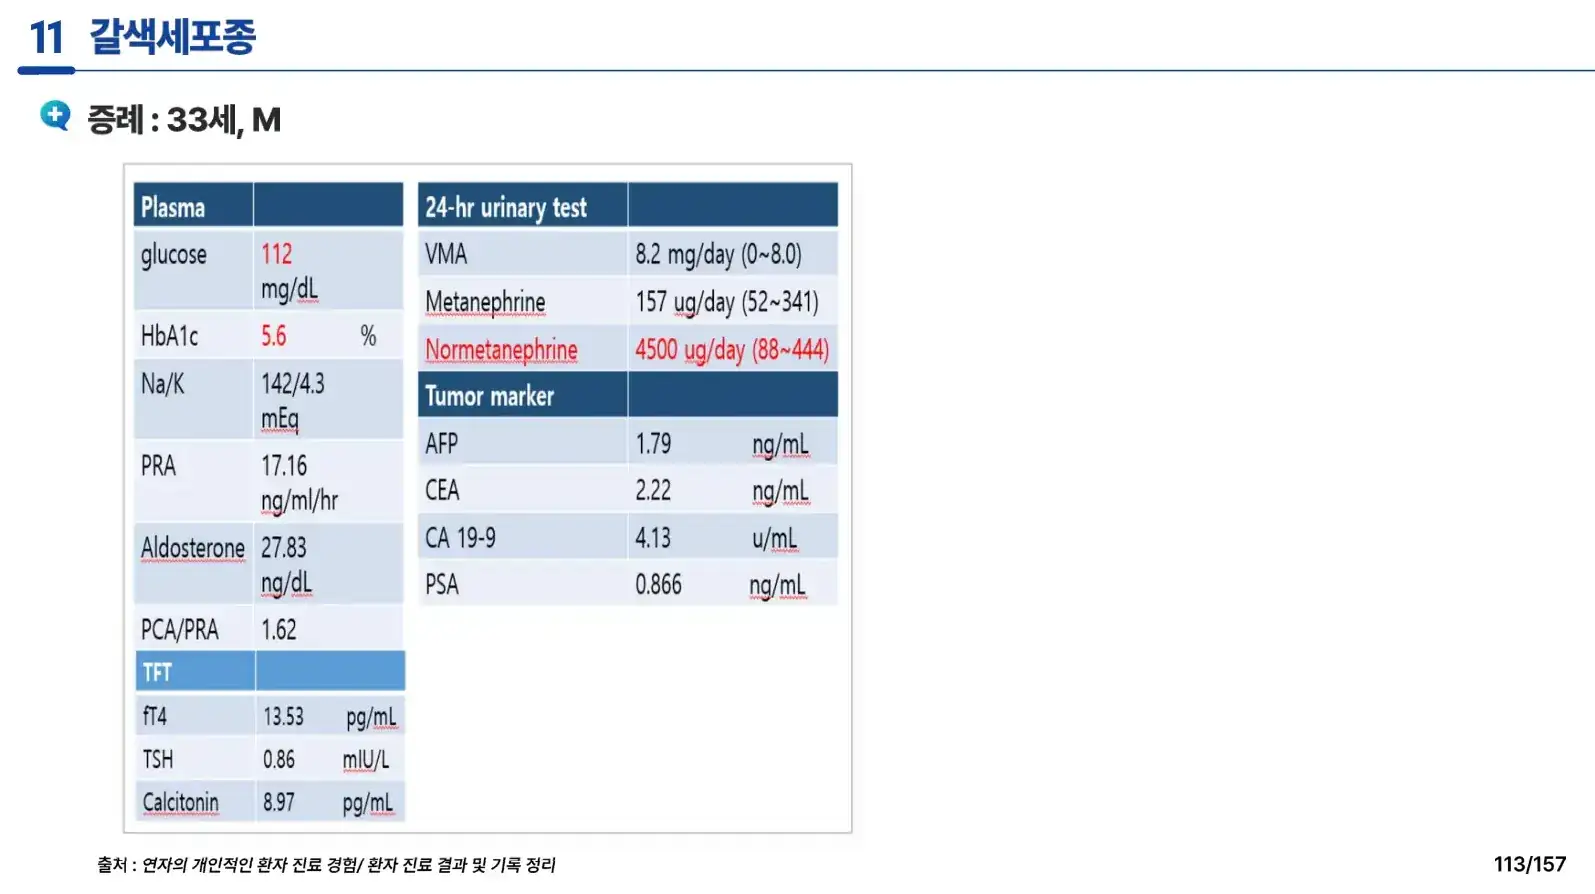 11 갈색세포종
증례 : 33세, M
Plasma
glucose 112
mg/dL
HbA1c 5.6 %
Na/K 142/4.3
mEq
PRA 17.16
ng/ml/hr
Aldosterone 27.83
ng/dL
PCA/PRA 1.62
TFT
fT4 13.53 pg/mL
TSH 0.86 mIU/L
Calcitonin 8.97 pg/mL
24-hr urinary test
VMA 8.2 mg/day (0~8.0)
Metanephrine 157 ug/day (52~341)
Normetanephrine 4500 ug/day (88~444)
Tumor marker
AFP 1.79 ng/mL
CEA 2.22 ng/mL
CA 19-9 4.13 u/mL
PSA 0.866 ng/mL
출처 : 연자의 개인적인 환자 진료 경험/ 환자 진료 결과 및 기록 정리
113/157